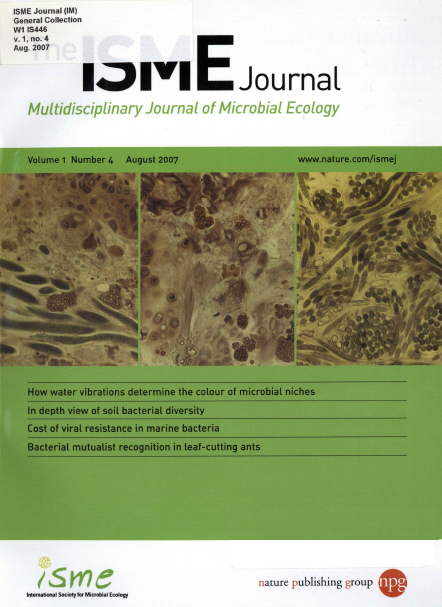 ISME Journal (IM)
General Collection
W1 IS446
v. 1, no. 4
Aug. 2007
The ISME Journal
Multidisciplinary Journal of Microbial Ecology
Volume 1 Number 4 August 2007 www.nature.com/ismej
How water vibrations determine the colour of microbial niches
In depth view of soil bacterial diversity
Cost of viral resistance in marine bacteria
Bacterial mutualist recognition in leaf-cutting ants
isme
International Society for Microbial Ecology
nature publishing group npg